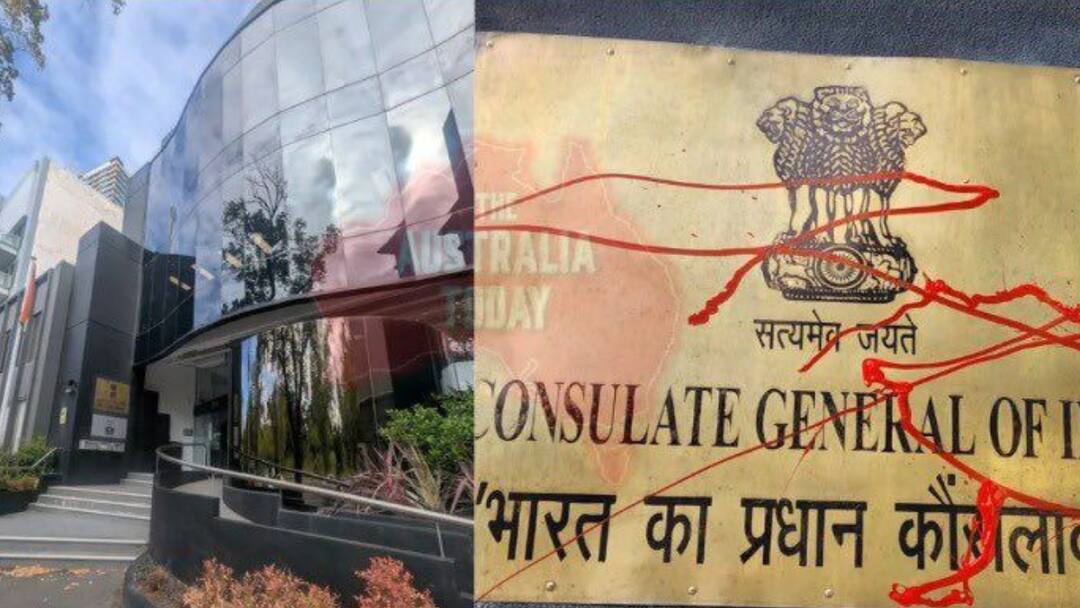 THE
AUSTRALIA
TODAY
सत्यमेव जयते
CONSULATE GENERAL OF
'भारत का प्रधान